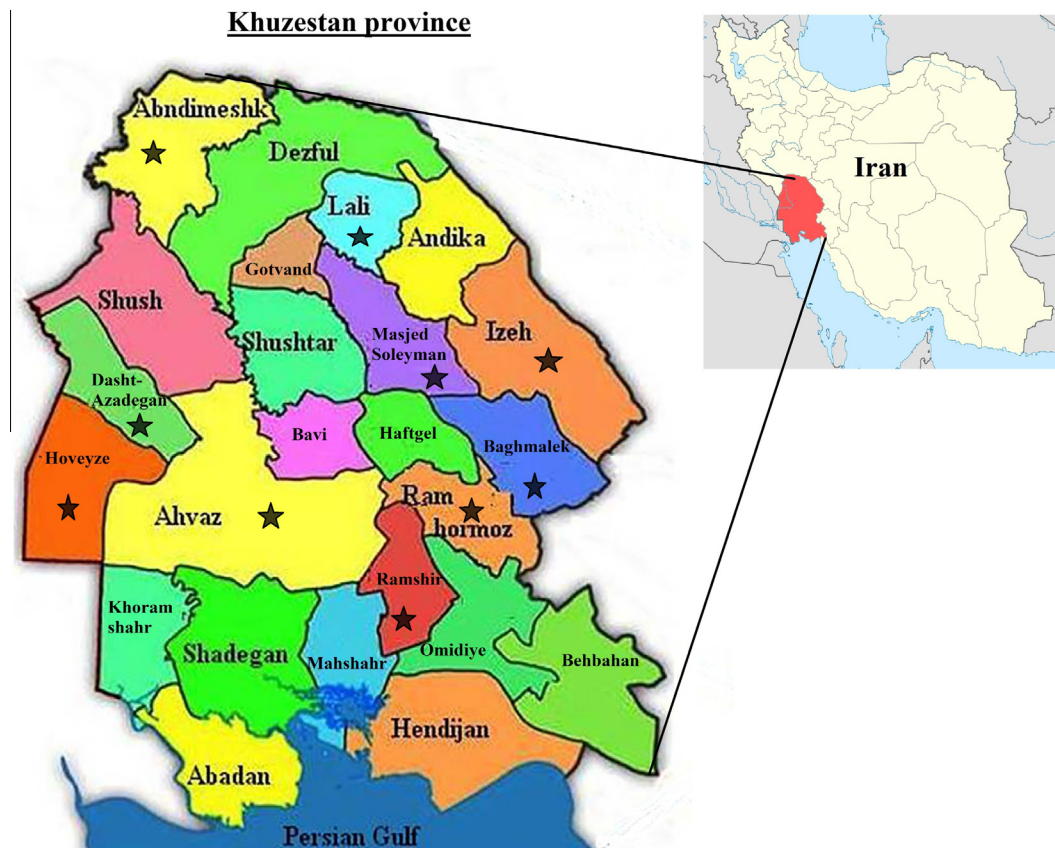 Khuzestan province
Abndimeshk
Dezful
Iran
Lali
Andika
Gotvand
Shush
Shushtar
Masjed
Soleyman
Izeh
Dasht-
Azadegan
Bavi
Haftgel
Baghmalek
Hoveyze
Ahvaz
Ram
hormoz
Ramshir
Khoram
shahr
Shadegan
Mahshahr
Omidiye
Behbahan
Hendijan
Abadan
Persian Gulf